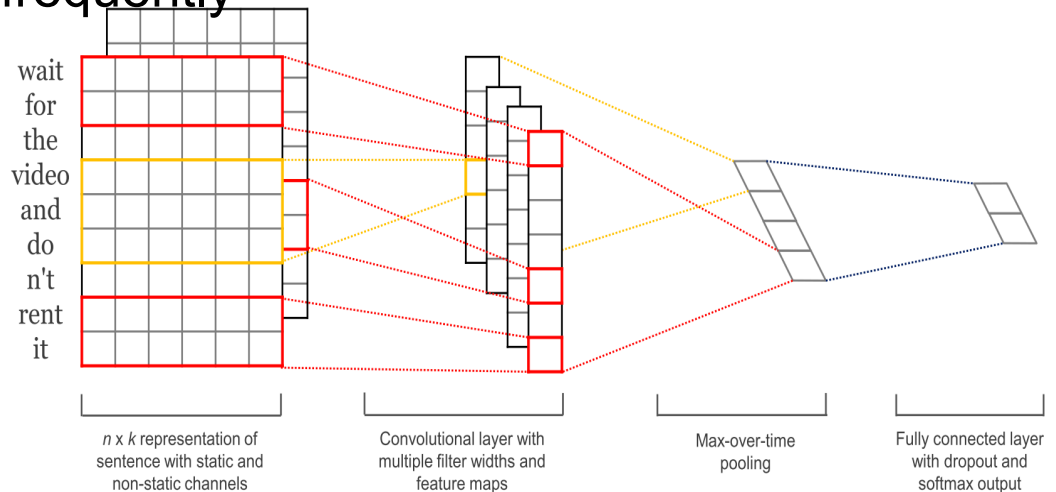 frequently
wait
for
the
video
and
do
n't
rent
it
n x k representation of
sentence with static and
non-static channels
Convolutional layer with
multiple filter widths and
feature maps
Max-over-time
pooling
Fully connected layer
with dropout and
softmax output